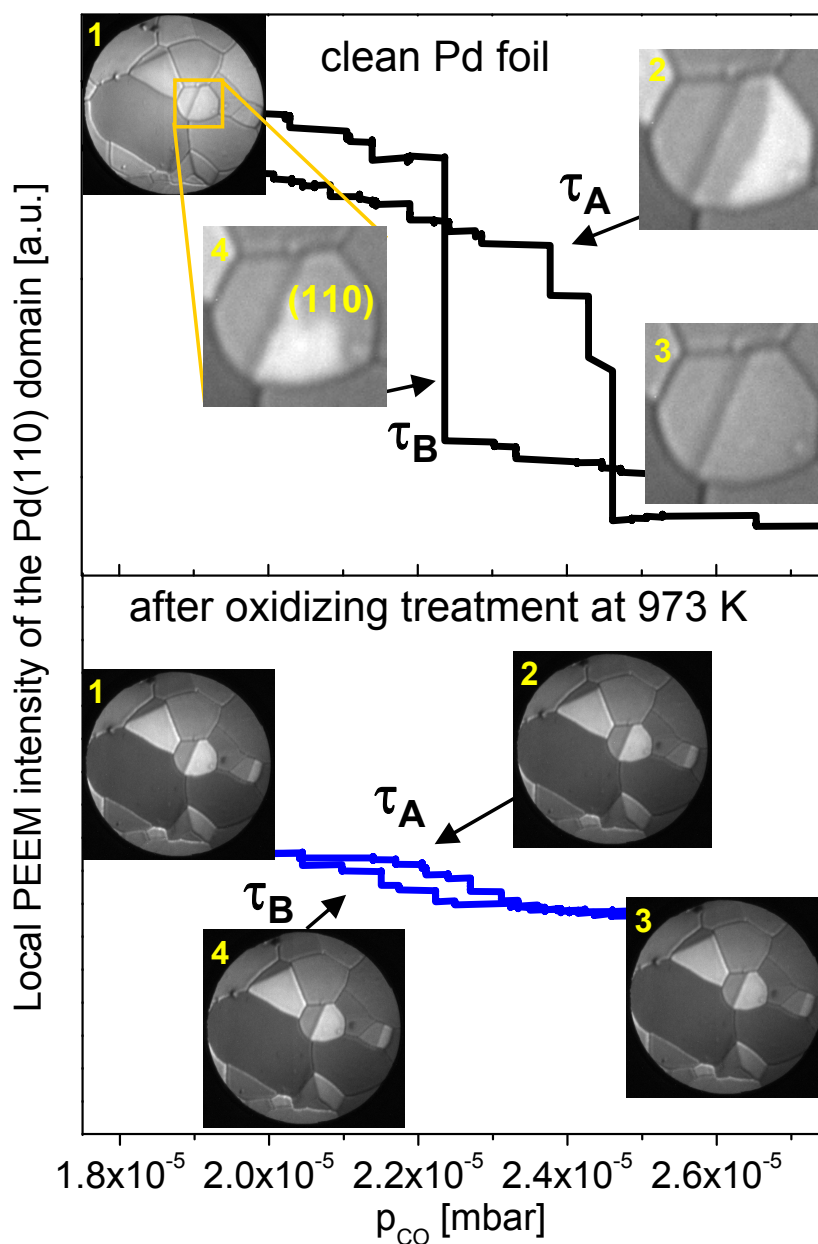 Local PEEM intensity of the Pd(110) domain [a.u.]
1
clean Pd foil
2
τA
4
(110)
3
τB
after oxidizing treatment at 973 K
1
2
τA
τB
4
3
1.8x10⁻⁵ 2.0x10⁻⁵ 2.2x10⁻⁵ 2.4x10⁻⁵ 2.6x10⁻⁵
pCO [mbar]